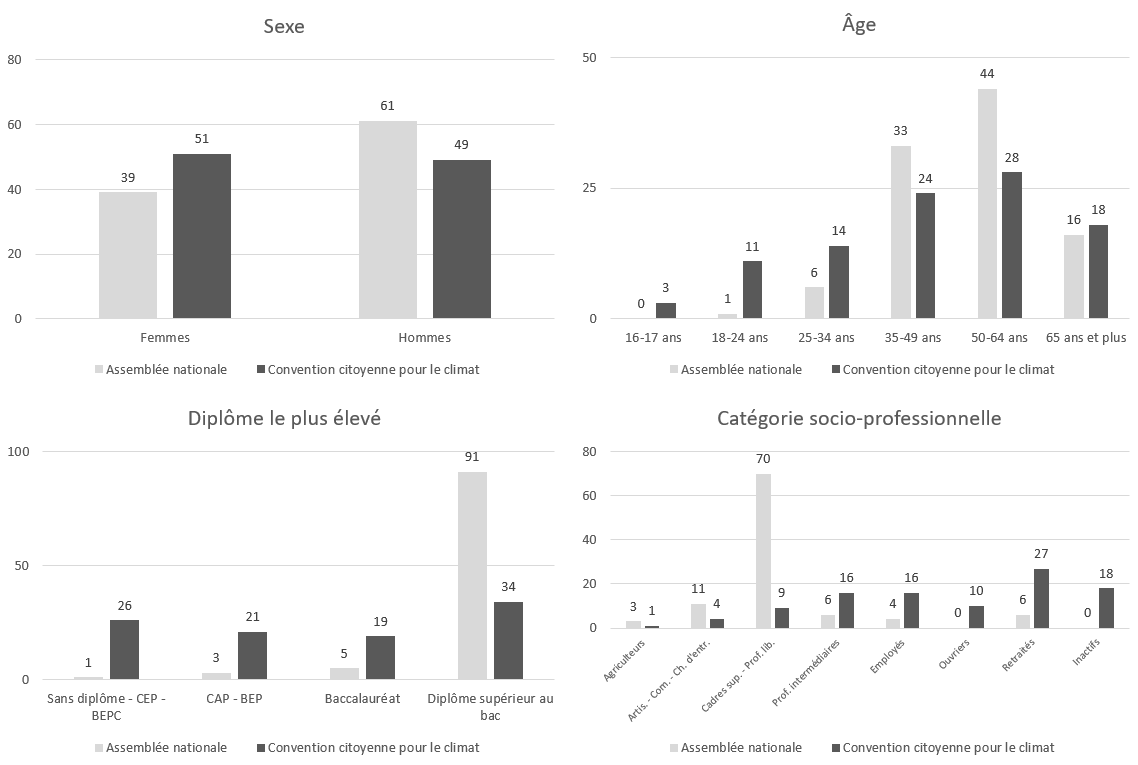 Sexe
80
60
40
20
0
39
51
61
49
Femmes
Hommes
Assemblée nationale
Convention citoyenne pour le climat
Âge
50
25
0
0
3
1
11
6
14
33
24
44
28
16
18
16-17 ans
18-24 ans
25-34 ans
35-49 ans
50-64 ans
65 ans et plus
Assemblée nationale
Convention citoyenne pour le climat
Diplôme le plus élevé
100
50
0
1
26
3
21
5
19
91
34
Sans diplôme - CEP -
BEPC
CAP - BEP
Baccalauréat
Diplôme supérieur au
bac
Assemblée nationale
Convention citoyenne pour le climat
Catégorie socio-professionnelle
80
60
40
20
0
3
1
11
4
70
9
6
16
4
16
0
10
6
27
0
18
Agriculteurs
Artis. - Com. - Ch. d'entr.
Cadres sup. - Prof. lib.
Prof. intermédiaires
Employés
Ouvriers
Retraités
Inactifs
Assemblée nationale
Convention citoyenne pour le climat